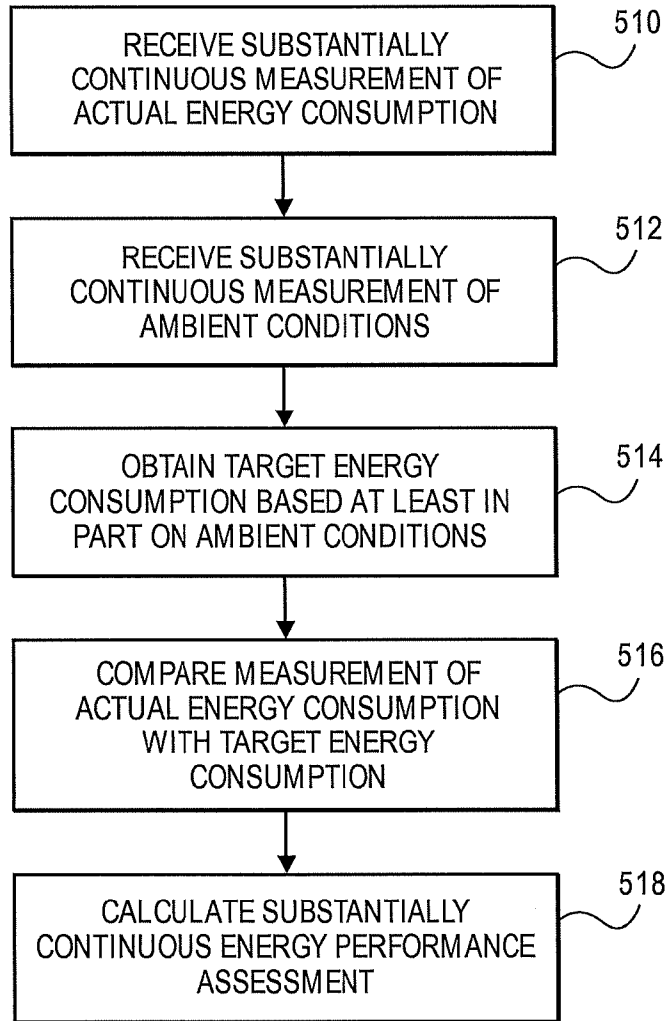 510
RECEIVE SUBSTANTIALLY
CONTINUOUS MEASUREMENT OF
ACTUAL ENERGY CONSUMPTION
512
RECEIVE SUBSTANTIALLY
CONTINUOUS MEASUREMENT OF
AMBIENT CONDITIONS
514
OBTAIN TARGET ENERGY
CONSUMPTION BASED AT LEAST IN
PART ON AMBIENT CONDITIONS
516
COMPARE MEASUREMENT OF
ACTUAL ENERGY CONSUMPTION
WITH TARGET ENERGY
CONSUMPTION
518
CALCULATE SUBSTANTIALLY
CONTINUOUS ENERGY PERFORMANCE
ASSESSMENT